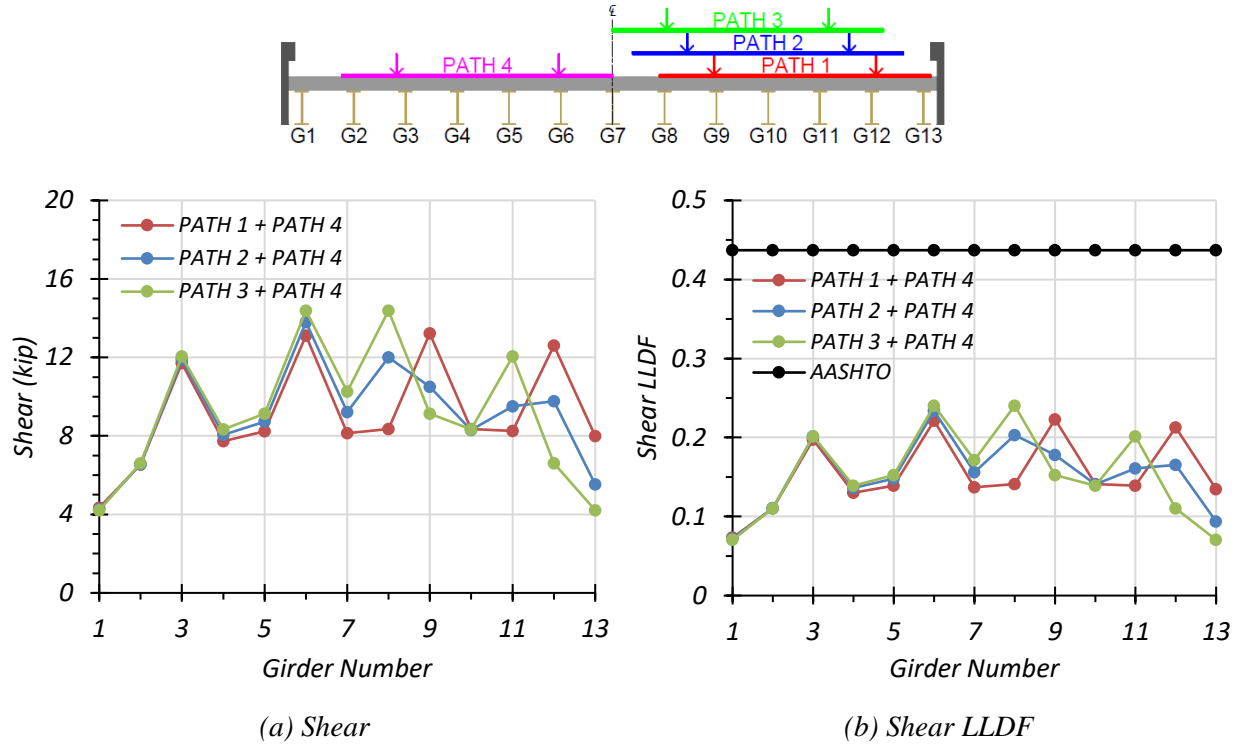 ℄
PATH 3
PATH 2
PATH 4
PATH 1
G1 G2 G3 G4 G5 G6 G7 G8 G9 G10 G11 G12 G13
20
16
12
8
4
0
Shear (kip)
PATH 1 + PATH 4
PATH 2 + PATH 4
PATH 3 + PATH 4
1 3 5 7 9 11 13
Girder Number
(a) Shear
0.5
0.4
0.3
0.2
0.1
0
Shear LLDF
PATH 1 + PATH 4
PATH 2 + PATH 4
PATH 3 + PATH 4
AASHTO
1 3 5 7 9 11 13
Girder Number
(b) Shear LLDF